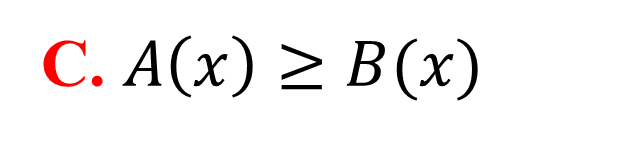 C. A(x) ≥ B(x)